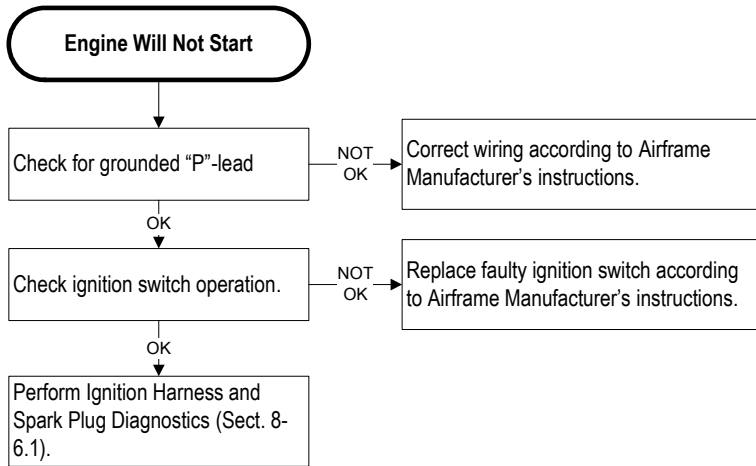 Engine Will Not Start
Check for grounded “P”-lead
NOT
OK
Correct wiring according to Airframe
Manufacturer’s instructions.
OK
Check ignition switch operation.
NOT
OK
Replace faulty ignition switch according
to Airframe Manufacturer’s instructions.
OK
Perform Ignition Harness and
Spark Plug Diagnostics (Sect. 8-
6.1).